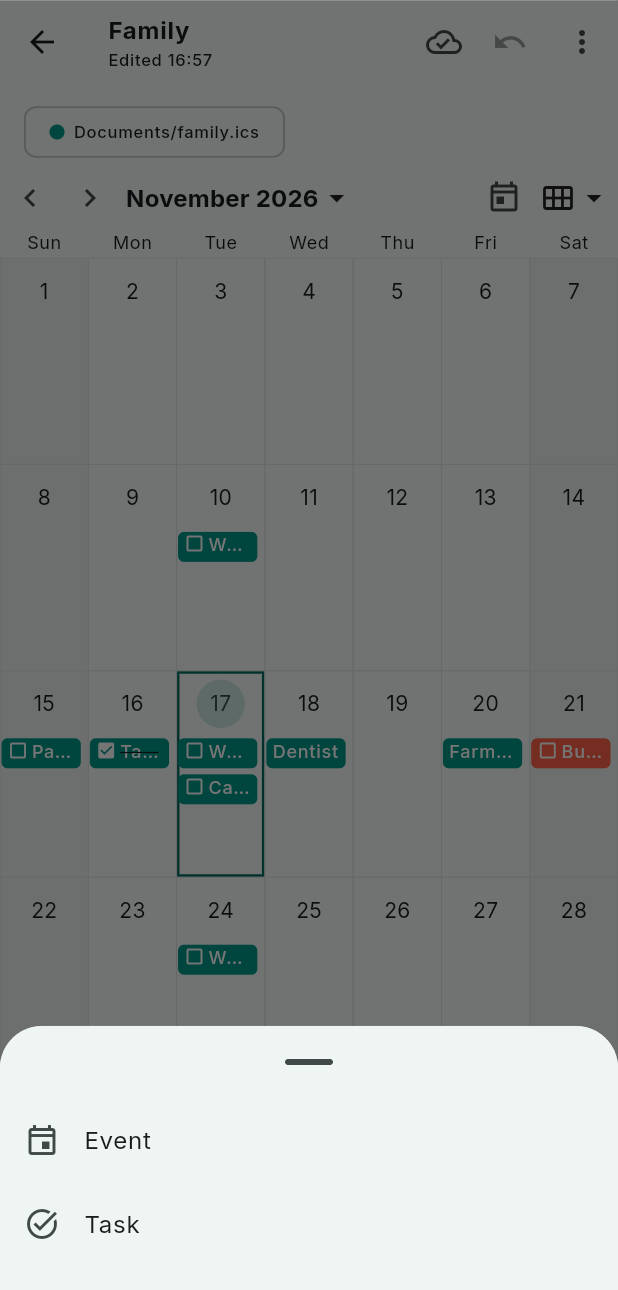 Family
Edited 16:57
Documents/family.ics
November 2026
Sun Mon Tue Wed Thu Fri Sat
1 2 3 4 5 6 7
8 9 10 11 12 13 14
W...
15 16 17 18 19 20 21
Pa... Ta... W... Dentist Farm... Bu...
Ca...
22 23 24 25 26 27 28
W...
Event
Task